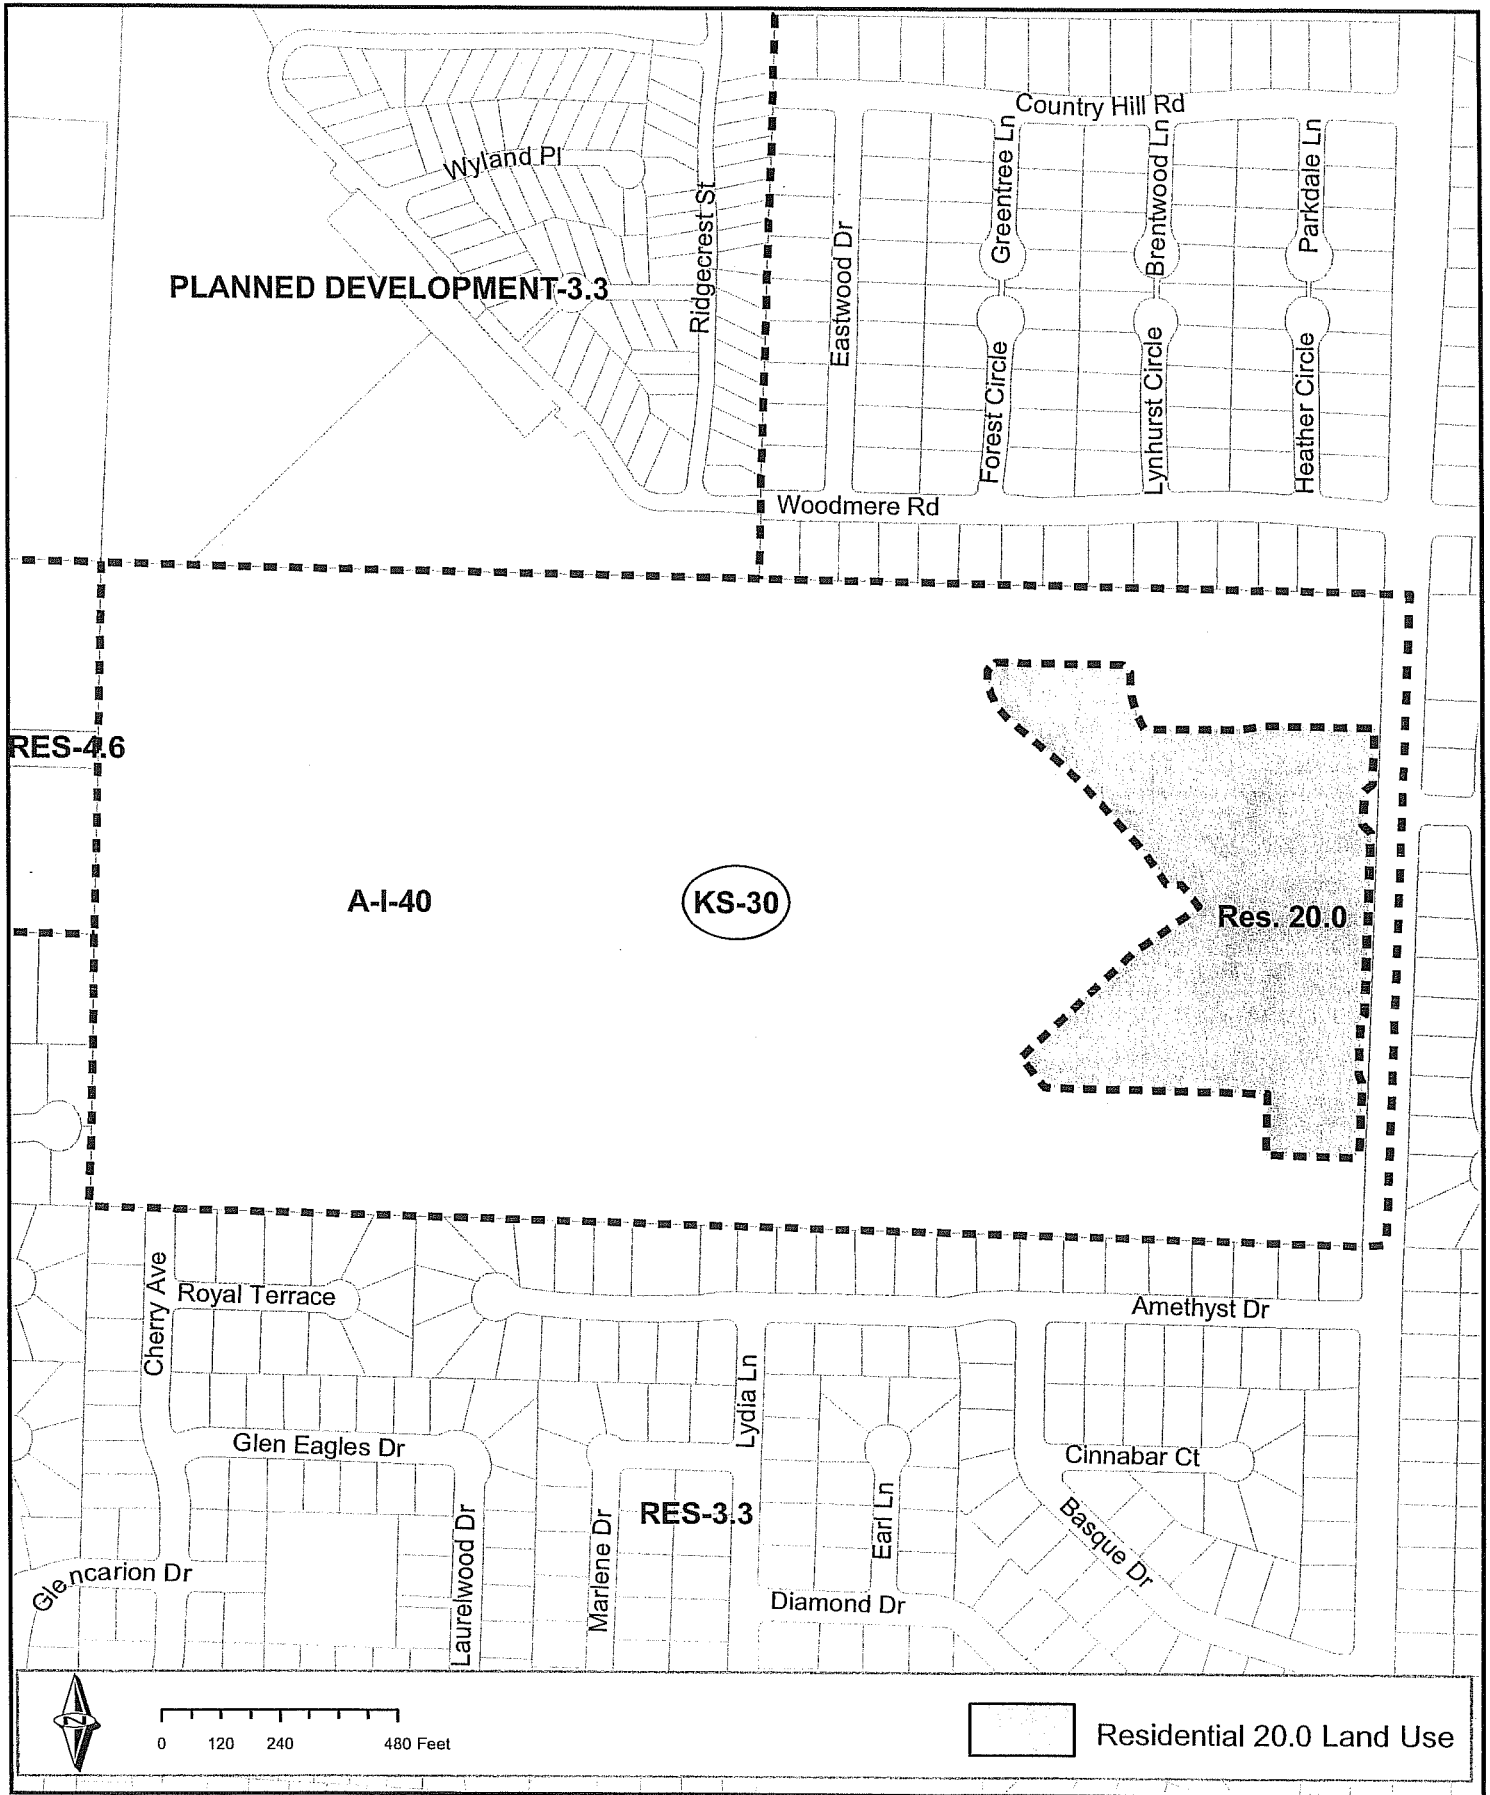 Country Hill Rd
Wyland Pl
Greentree Ln
Brentwood Ln
Parkdale Ln
Ridgecrest St
Eastwood Dr
PLANNED DEVELOPMENT-3.3
Forest Circle
Lynhurst Circle
Heather Circle
Woodmere Rd
RES-4.6
A-I-40
KS-30
Res. 20.0
Cherry Ave
Royal Terrace
Amethyst Dr
Lydia Ln
Glen Eagles Dr
Cinnabar Ct
Laurelwood Dr
Marlene Dr
RES-3.3
Earl Ln
Basque Dr
Glencarion Dr
Diamond Dr
N
0 120 240 480 Feet
Residential 20.0 Land Use